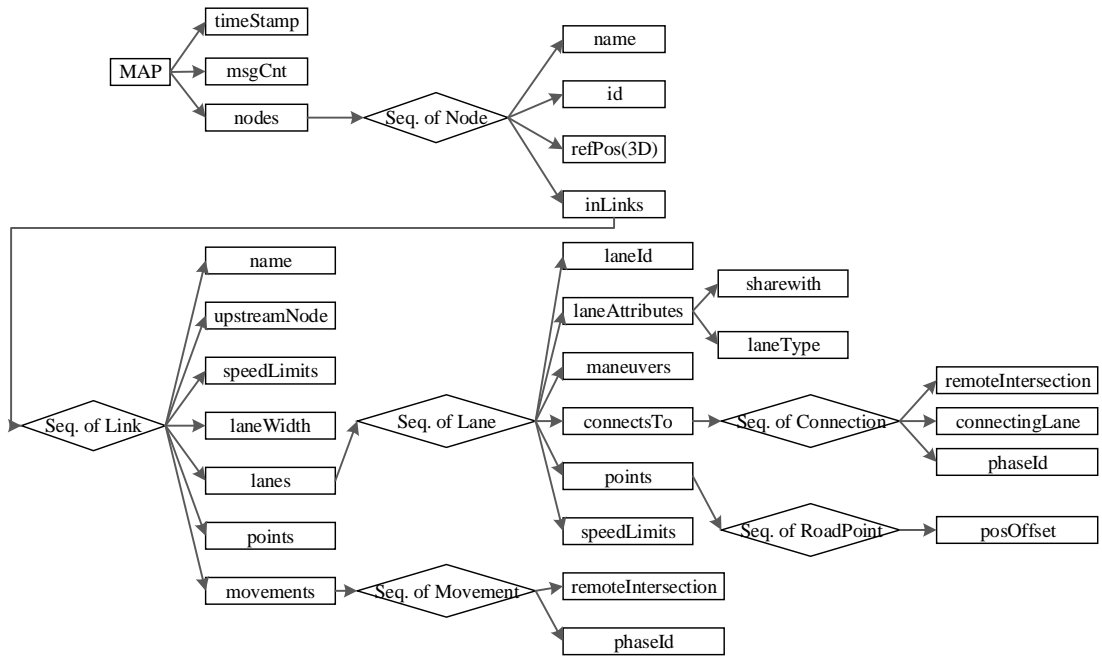 MAP
timeStamp
msgCnt
nodes
Seq. of Node
name
id
refPos(3D)
inLinks
Seq. of Link
name
upstreamNode
speedLimits
laneWidth
lanes
points
movements
Seq. of Lane
laneId
laneAttributes
maneuvers
connectsTo
points
speedLimits
sharewith
laneType
Seq. of Connection
remoteIntersection
connectingLane
phaseId
Seq. of RoadPoint
posOffset
Seq. of Movement
remoteIntersection
phaseId